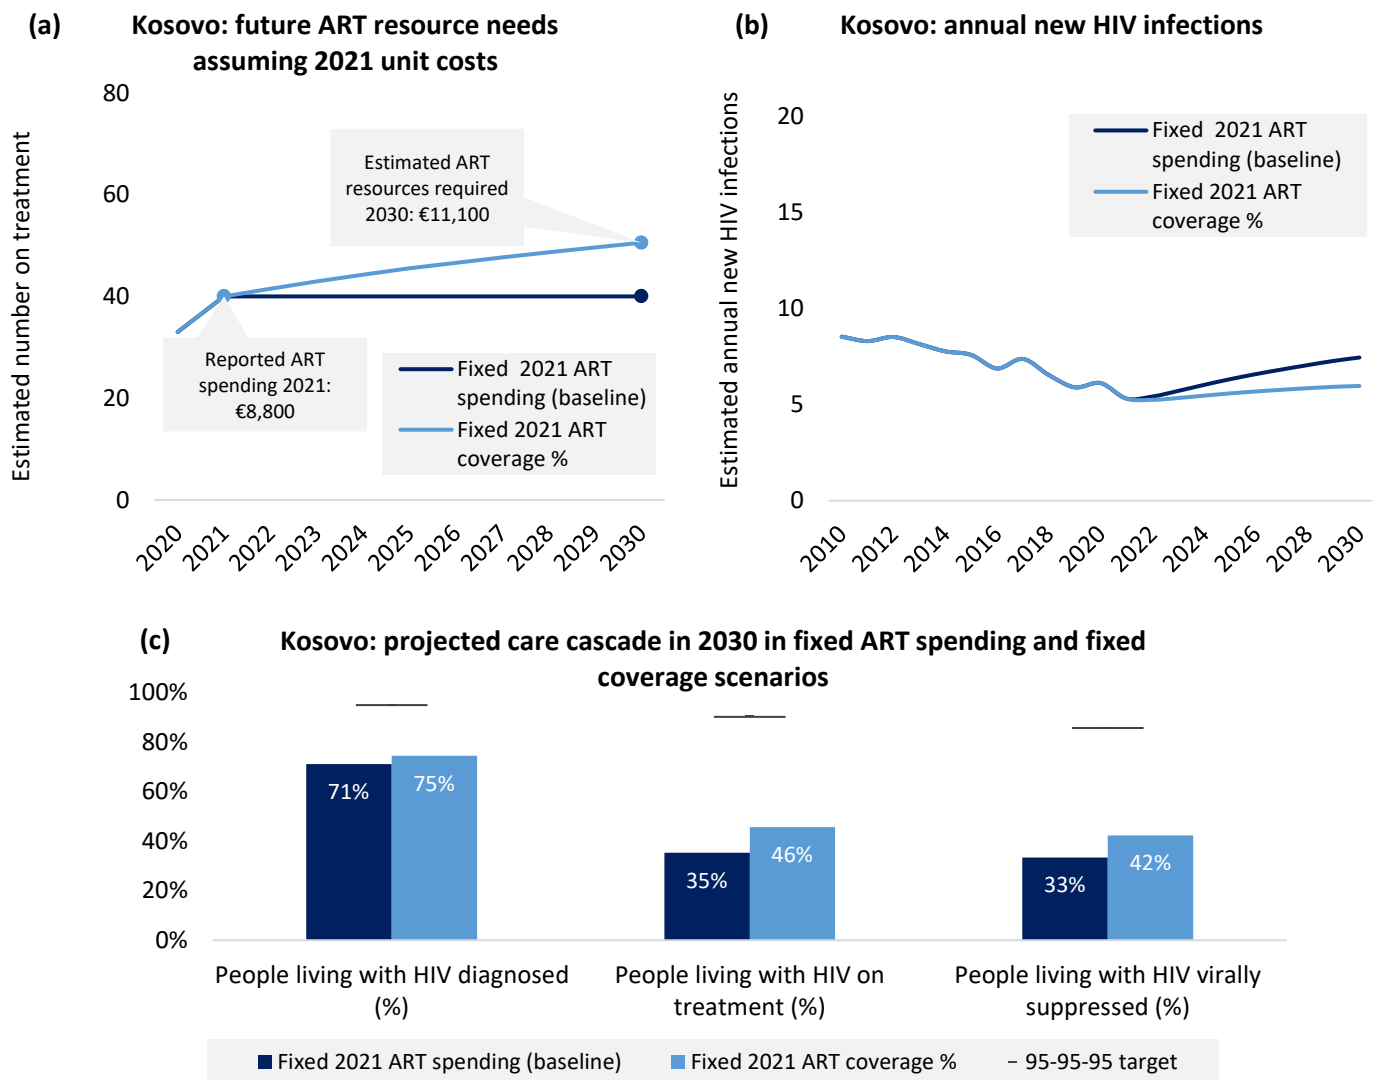 (a)
Kosovo: future ART resource needs
assuming 2021 unit costs
Estimated number on treatment
80
60
40
20
0
Estimated ART
resources required
2030: €11,100
Reported ART
spending 2021:
€8,800
Fixed 2021 ART
spending (baseline)
Fixed 2021 ART
coverage %
2020
2021
2022
2023
2024
2025
2026
2027
2028
2029
2030
(b)
Kosovo: annual new HIV infections
Estimated annual new HIV infections
20
15
10
5
0
Fixed 2021 ART
spending (baseline)
Fixed 2021 ART
coverage %
2010
2012
2014
2016
2018
2020
2022
2024
2026
2028
2030
(c)
Kosovo: projected care cascade in 2030 in fixed ART spending and fixed
coverage scenarios
100%
80%
60%
40%
20%
0%
71%
75%
35%
46%
33%
42%
People living with HIV diagnosed
(%)
People living with HIV on
treatment (%)
People living with HIV virally
suppressed (%)
Fixed 2021 ART spending (baseline)
Fixed 2021 ART coverage %
95-95-95 target